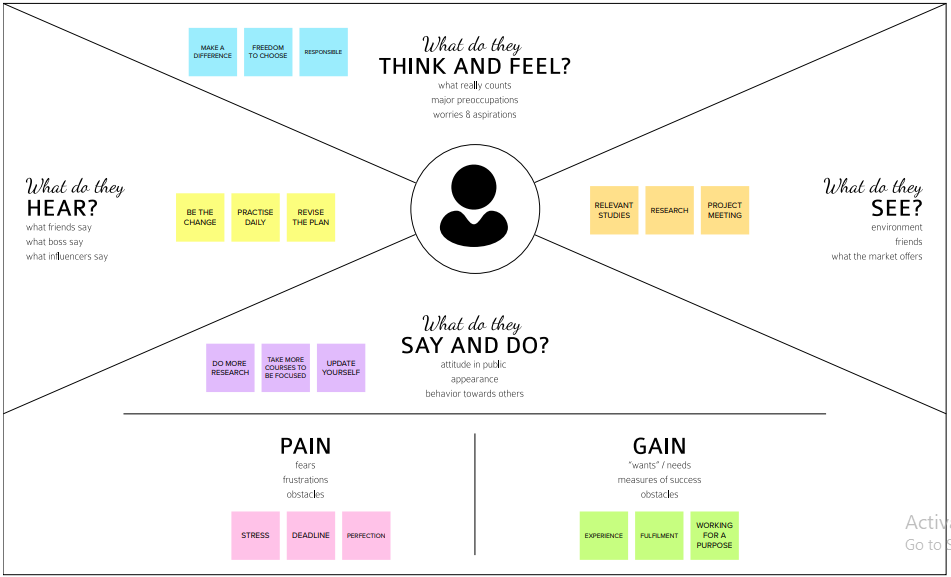 MAKE A
DIFFERENCE
FREEDOM
TO CHOOSE
RESPONSIBLE
What do they
THINK AND FEEL?
what really counts
major preoccupations
worries & aspirations
What do they
HEAR?
what friends say
what boss say
what influencers say
BE THE
CHANGE
PRACTISE
DAILY
REVISE
THE PLAN
RELEVANT
STUDIES
RESEARCH
PROJECT
MEETING
What do they
SEE?
environment
friends
what the market offers
What do they
SAY AND DO?
attitude in public
appearance
behavior towards others
DO MORE
RESEARCH
TAKE MORE
COURSES TO
BE FOCUSED
UPDATE
YOURSELF
PAIN
fears
frustrations
obstacles
STRESS
DEADLINE
PERFECTION
GAIN
"wants" / needs
measures of success
obstacles
EXPERIENCE
FULFILMENT
WORKING
FOR A
PURPOSE
Activ
Go to S